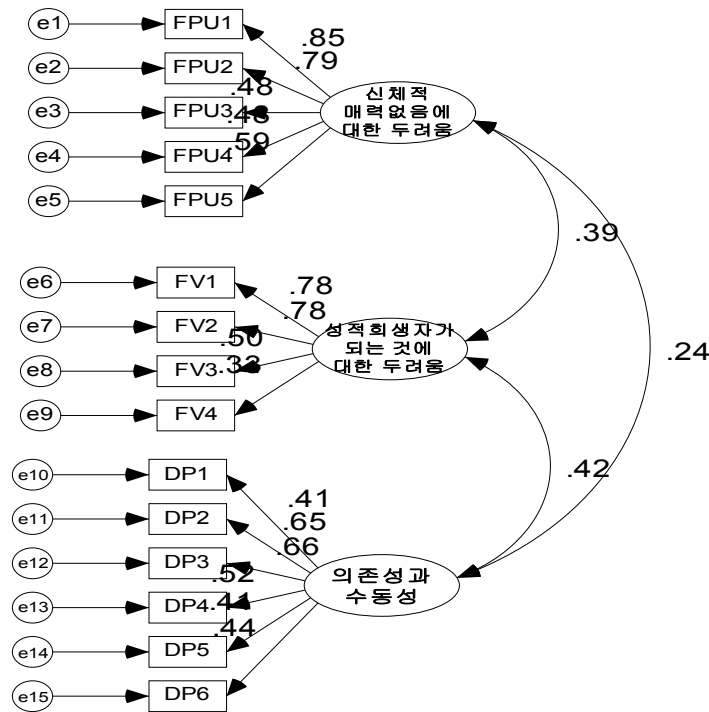 e1 FPU1
.85
e2 FPU2
.79
신체적
매력없음에
대한 두려움
e3 FPU3
.48
.48
e4 FPU4
.59
e5 FPU5
.39
e6 FV1
.78
e7 FV2
.78
성적희생자가
되는 것에
대한 두려움
.50
e8 FV3
.33
e9 FV4
.24
.42
e10 DP1
.41
e11 DP2
.65
.66
e12 DP3
.52
의존성과
수동성
e13 DP4
.41
e14 DP5
.44
e15 DP6